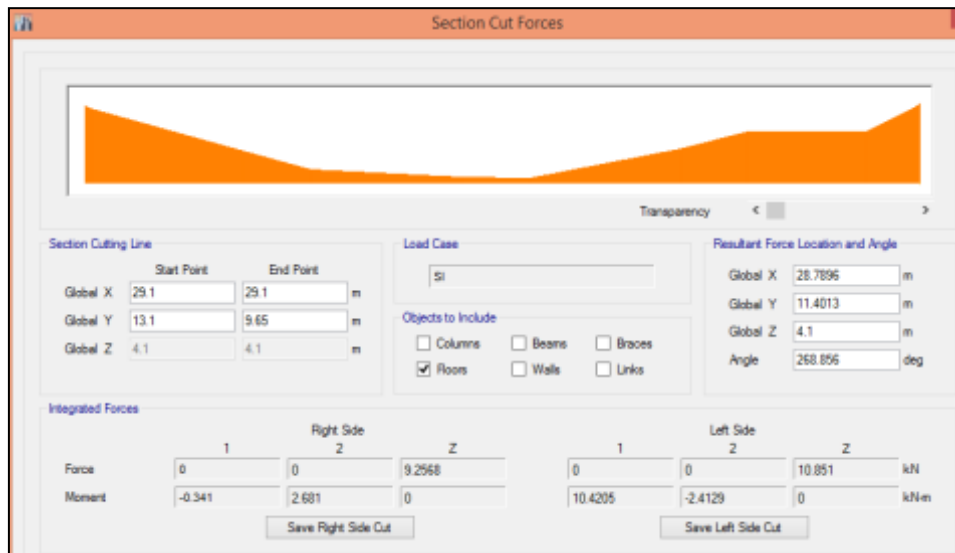 Section Cut Forces
Transparency < >
Section Cutting Line
Start Point End Point
Global X 29.1 29.1 m
Global Y 13.1 9.65 m
Global Z 4.1 4.1 m
Load Case
SI
Objects to Include
Columns Beams Braces
Floors Walls Links
Resultant Force Location and Angle
Global X 28.7896 m
Global Y 11.4013 m
Global Z 4.1 m
Angle 268.856 deg
Integrated Forces
Right Side Left Side
1 2 Z 1 2 Z
Force 0 0 9.2568 0 0 10.851 kN
Moment -0.341 2.681 0 10.4205 -2.4129 0 kN-m
Save Right Side Cut Save Left Side Cut